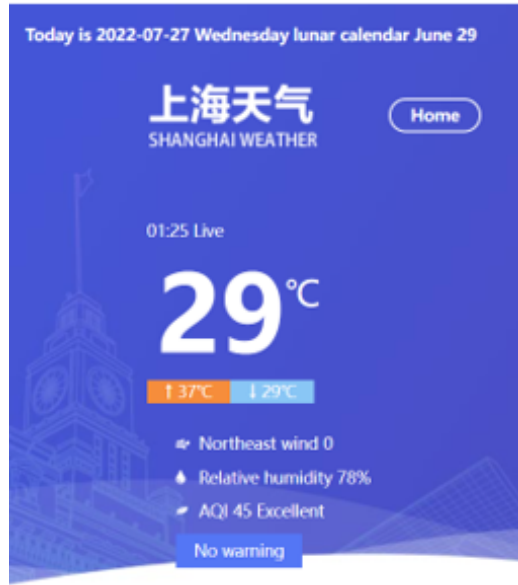 Today is 2022-07-27 Wednesday lunar calendar June 29
上海天气
Home
SHANGHAI WEATHER
01:25 Live
29℃
↑37℃ ↓29℃
Northeast wind 0
Relative humidity 78%
AQI 45 Excellent
No warning